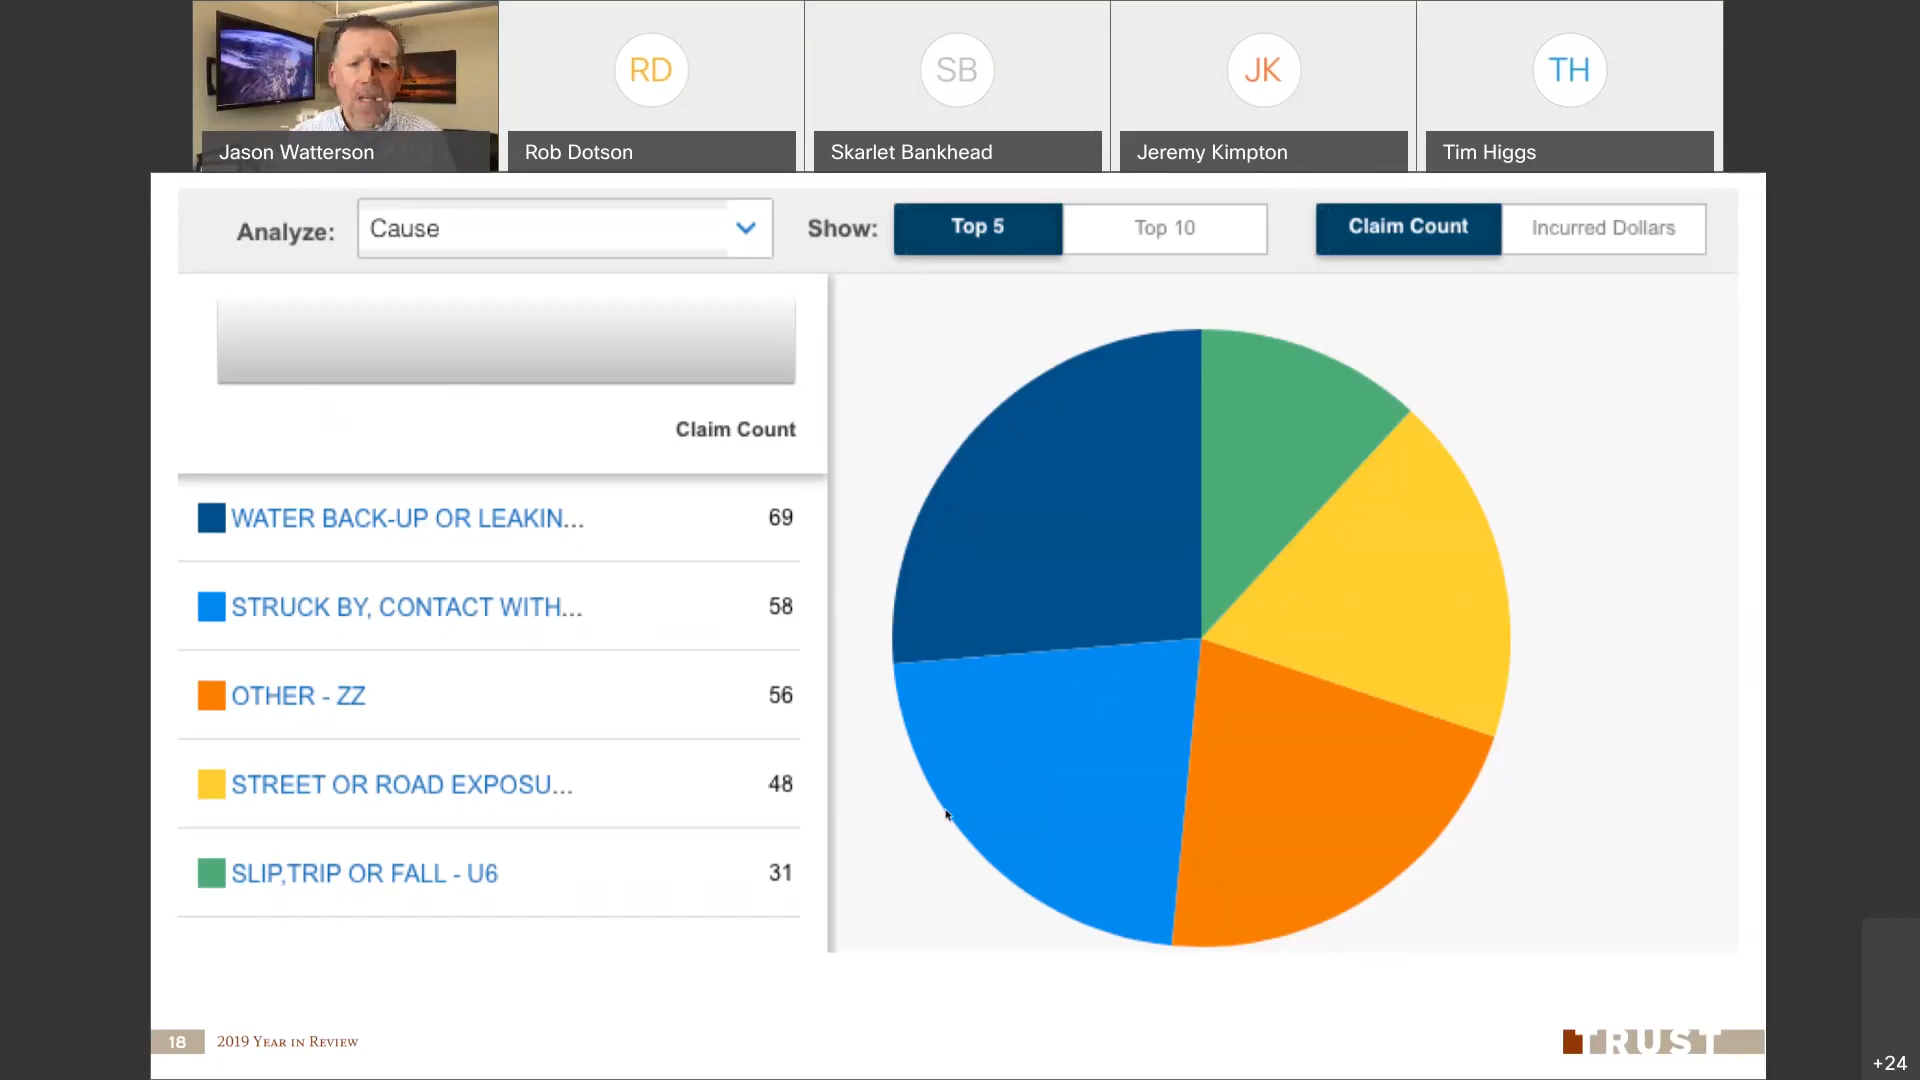 RD
SB
JK
TH
Jason Watterson
Rob Dotson
Skarlet Bankhead
Jeremy Kimpton
Tim Higgs
Analyze:
Cause
Show:
Top 5
Top 10
Claim Count
Incurred Dollars
Claim Count
WATER BACK-UP OR LEAKIN... 69
STRUCK BY, CONTACT WITH... 58
OTHER - ZZ 56
STREET OR ROAD EXPOSU... 48
SLIP,TRIP OR FALL - U6 31
18 2019 Year in Review
TRUST
+24